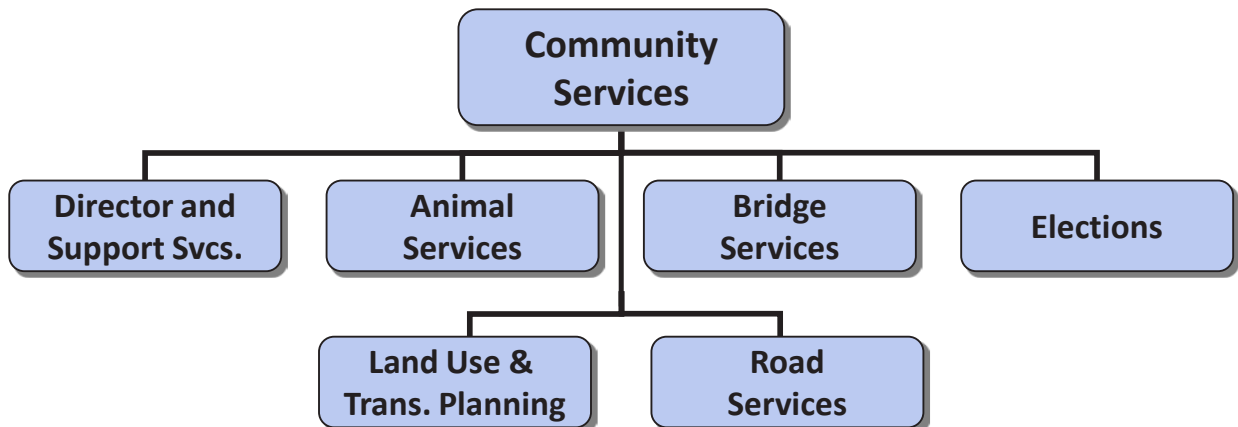 Community
Services
Director and
Support Svcs.
Animal
Services
Bridge
Services
Elections
Land Use &
Trans. Planning
Road
Services